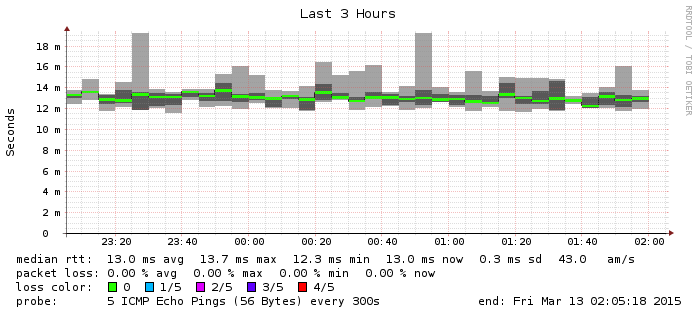 Last 3 Hours
RRDTOOL / TOBI OETIKER
Seconds
18 m
16 m
14 m
12 m
10 m
8 m
6 m
4 m
2 m
0
23:20 23:40 00:00 00:20 00:40 01:00 01:20 01:40 02:00
median rtt: 13.0 ms avg 13.7 ms max 12.3 ms min 13.0 ms now 0.3 ms sd 43.0 am/s
packet loss: 0.00 % avg 0.00 % max 0.00 % min 0.00 % now
loss color: 0 1/5 2/5 3/5 4/5
probe: 5 ICMP Echo Pings (56 Bytes) every 300s end: Fri Mar 13 02:05:18 2015